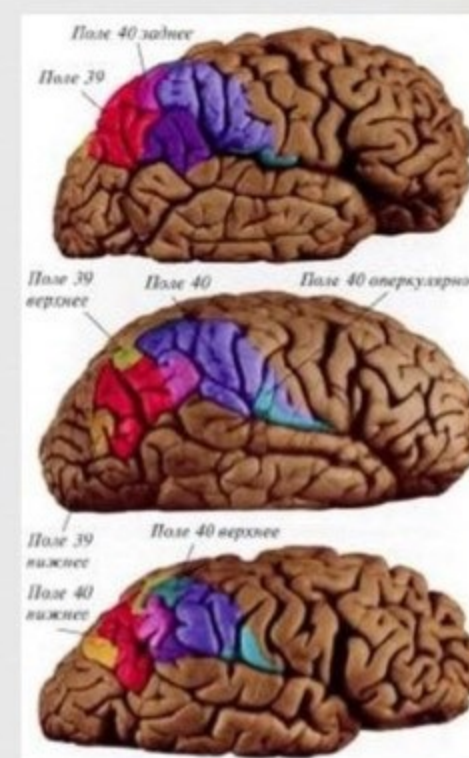 Поле 40 заднее
Поле 39
Поле 39
верхнее
Поле 40
Поле 40 оперкулярно
Поле 40 верхнее
Поле 39
нижнее
Поле 40
нижнее